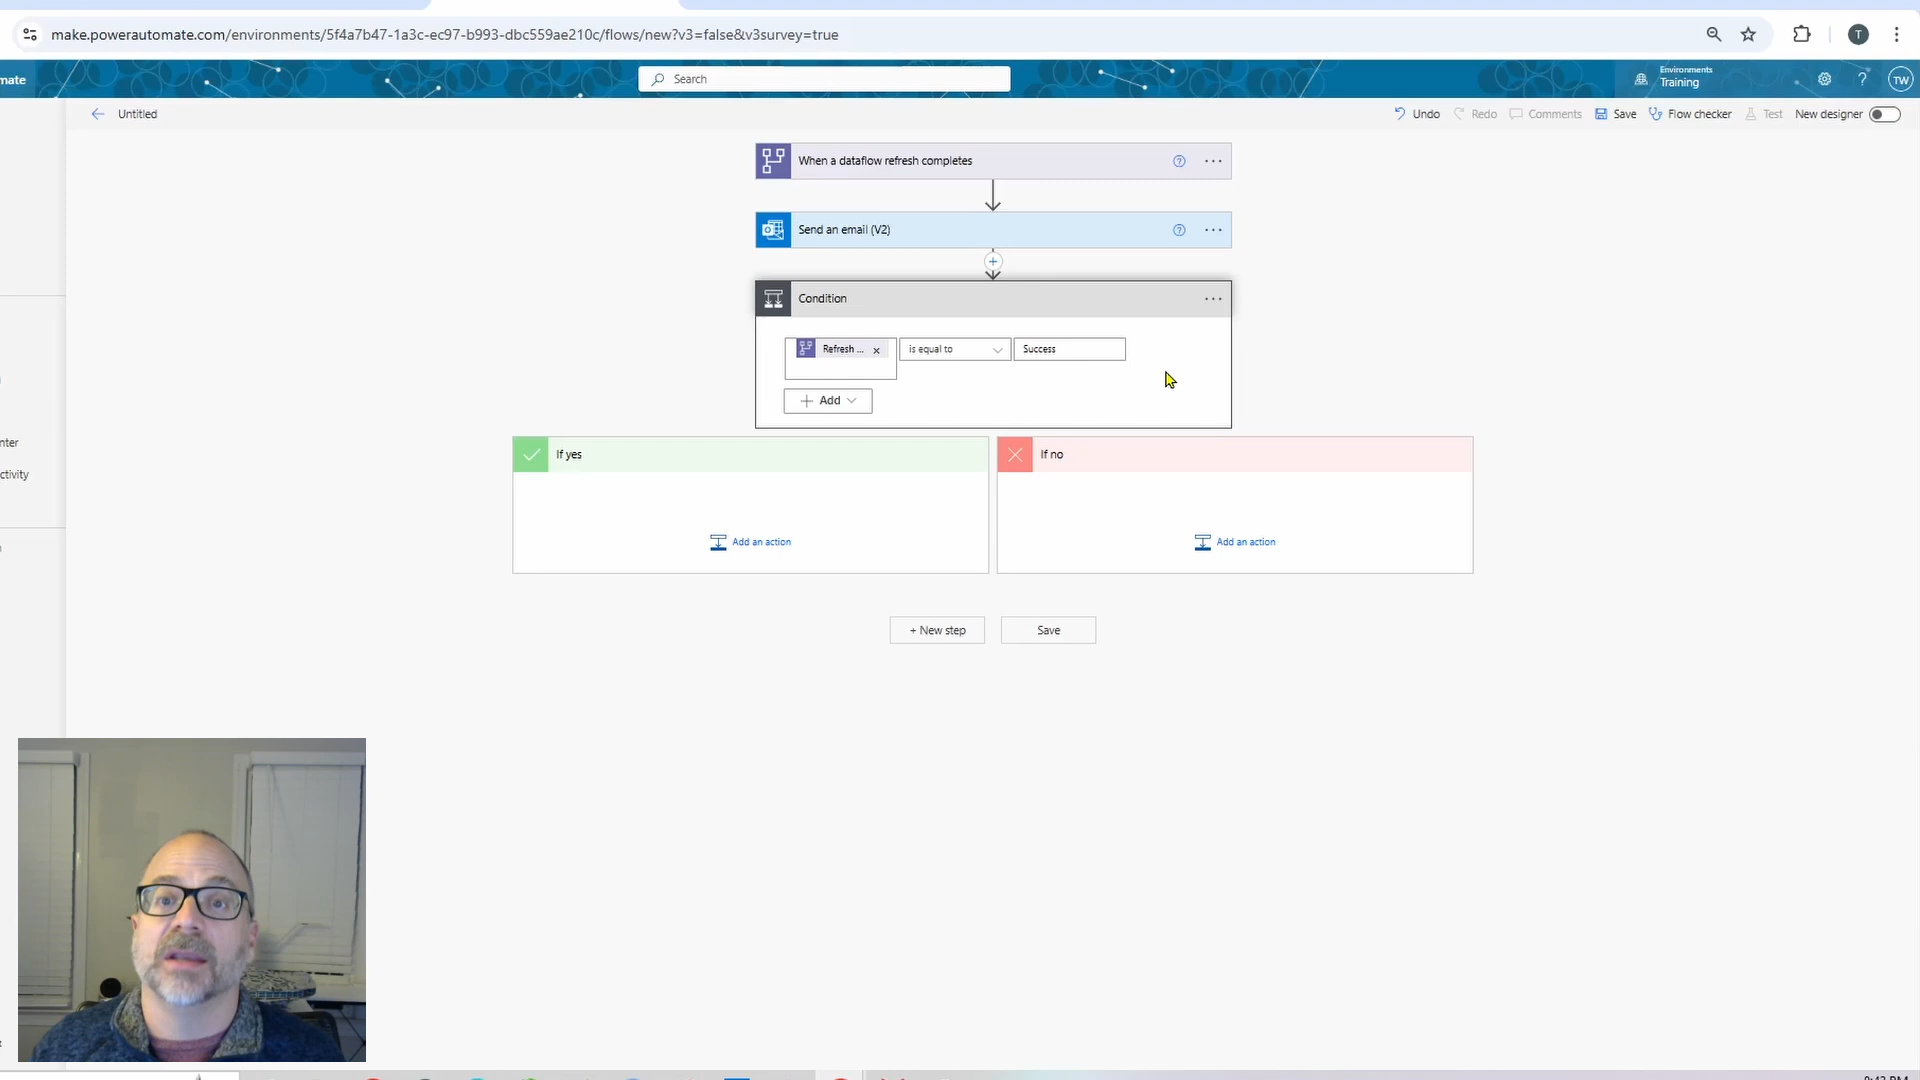 make.powerautomate.com/environments/5f4a7b47-1a3c-ec97-b993-dbc559ae210c/flows/new?v3=false&v3survey=true
T
mate
Search
Environments
Training
?
TW
Untitled
Undo
Redo
Comments
Save
Flow checker
Test
New designer
When a dataflow refresh completes
Send an email (V2)
Condition
Refresh ...
is equal to
Success
Add
If yes
If no
nter
ctivity
Add an action
Add an action
+ New step
Save